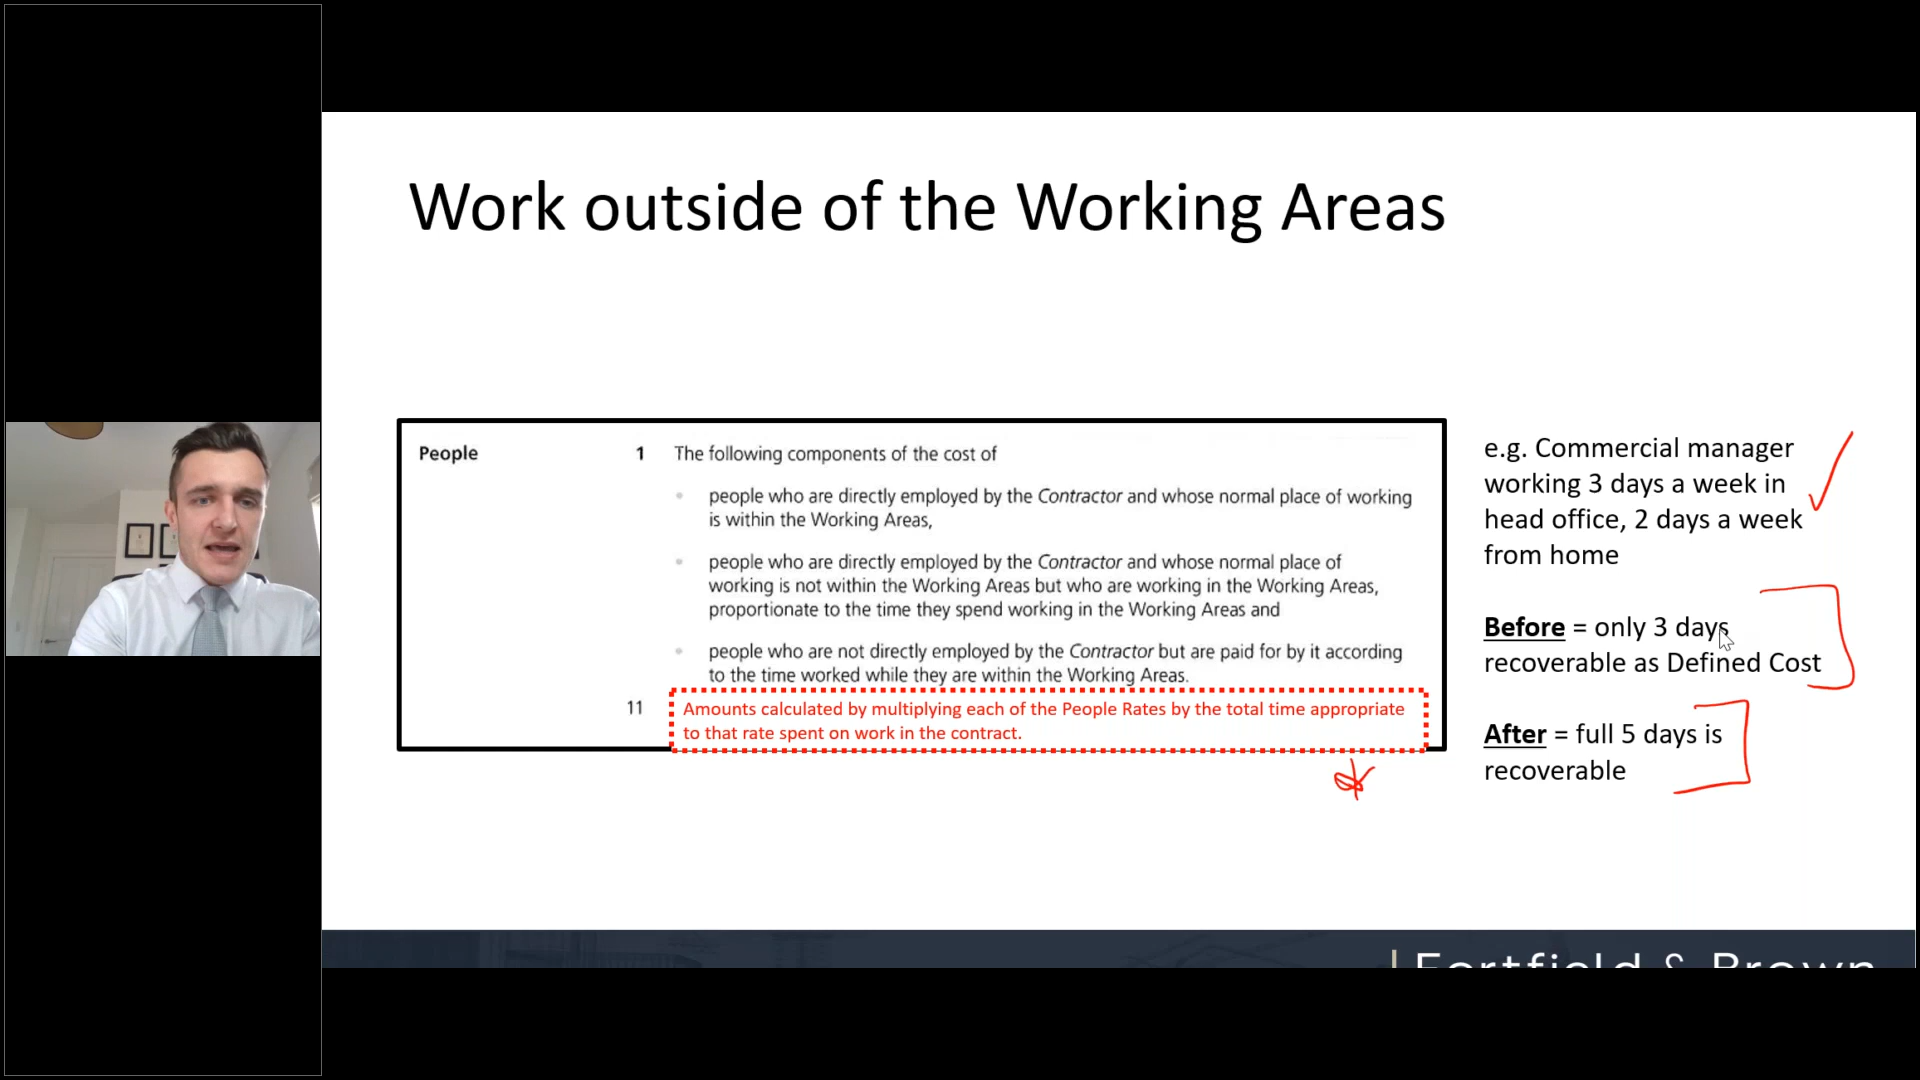 Work outside of the Working Areas
People
1 The following components of the cost of
• people who are directly employed by the Contractor and whose normal place of working
is within the Working Areas,
• people who are directly employed by the Contractor and whose normal place of
working is not within the Working Areas but who are working in the Working Areas,
proportionate to the time they spend working in the Working Areas and
• people who are not directly employed by the Contractor but are paid for by it according
to the time worked while they are within the Working Areas.
11 Amounts calculated by multiplying each of the People Rates by the total time appropriate
to that rate spent on work in the contract.
e.g. Commercial manager
working 3 days a week in
head office, 2 days a week
from home
Before = only 3 days
recoverable as Defined Cost
After = full 5 days is
recoverable
Fortfield & Brown